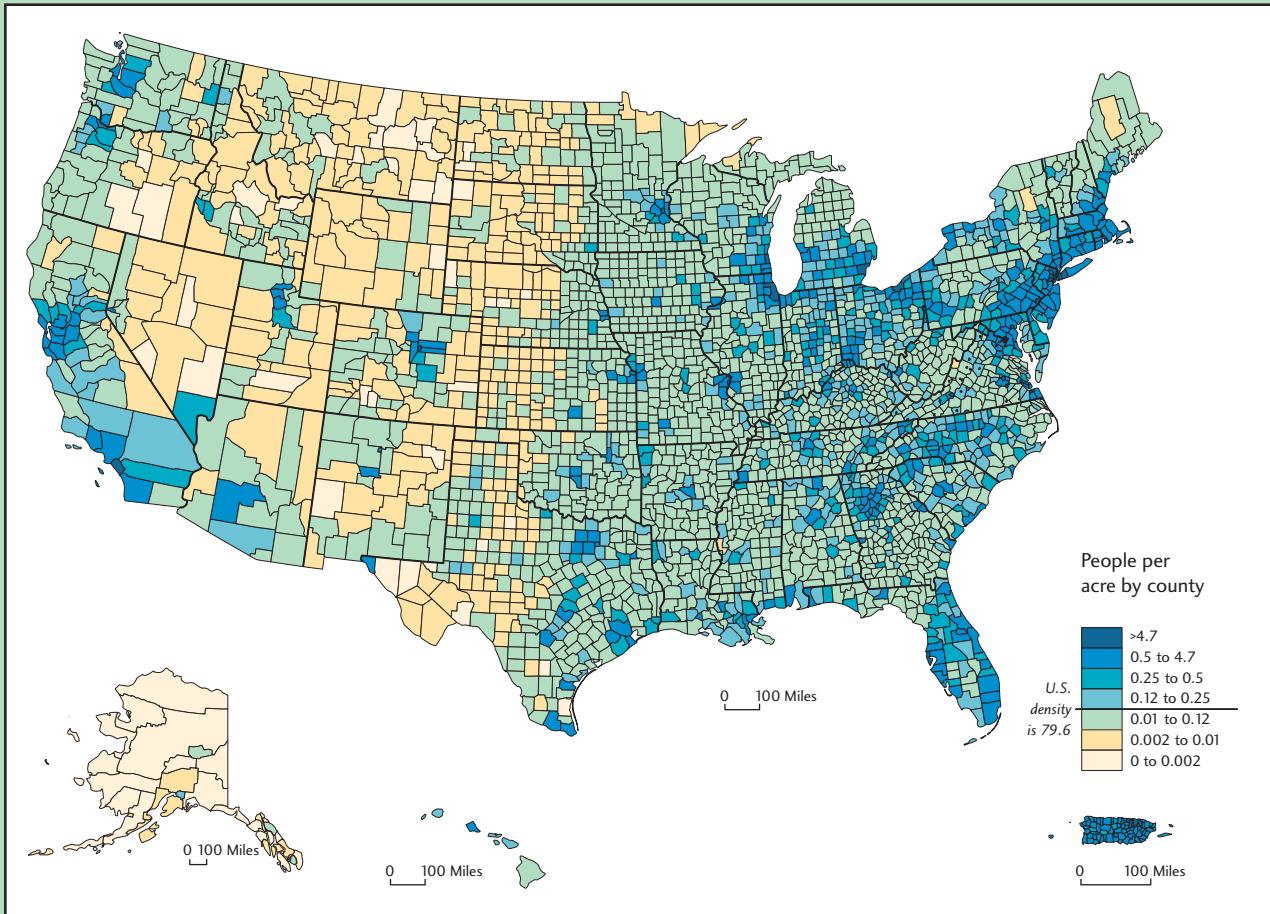 People per
acre by county
>4.7
0.5 to 4.7
0.25 to 0.5
0.12 to 0.25
U.S.
density
is 79.6
0.01 to 0.12
0.002 to 0.01
0 to 0.002
0 100 Miles
0 100 Miles
0 100 Miles
0 100 Miles